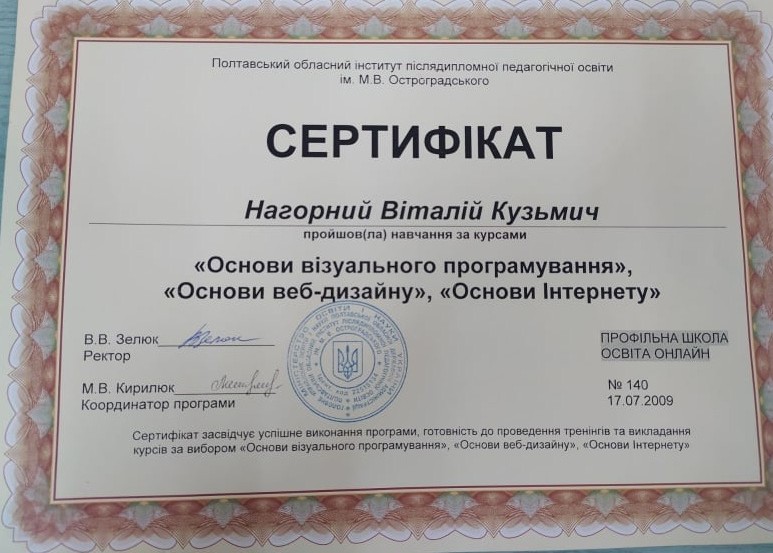 Полтавський обласний інститут післядипломної педагогічної освіти
ім. М.В. Остроградського
СЕРТИФІКАТ
Нагорний Віталій Кузьмич
пройшов(ла) навчання за курсами
«Основи візуального програмування»,
«Основи веб-дизайну», «Основи Інтернету»
В.В. Зелюк
Ректор
М.В. Кирилюк
Координатор програми
ПРОФІЛЬНА ШКОЛА
ОСВІТА ОНЛАЙН
№ 140
17.07.2009
Сертифікат засвідчує успішне виконання програми, готовність до проведення тренінгів та викладання
курсів за вибором «Основи візуального програмування», «Основи веб-дизайну», «Основи Інтернету»